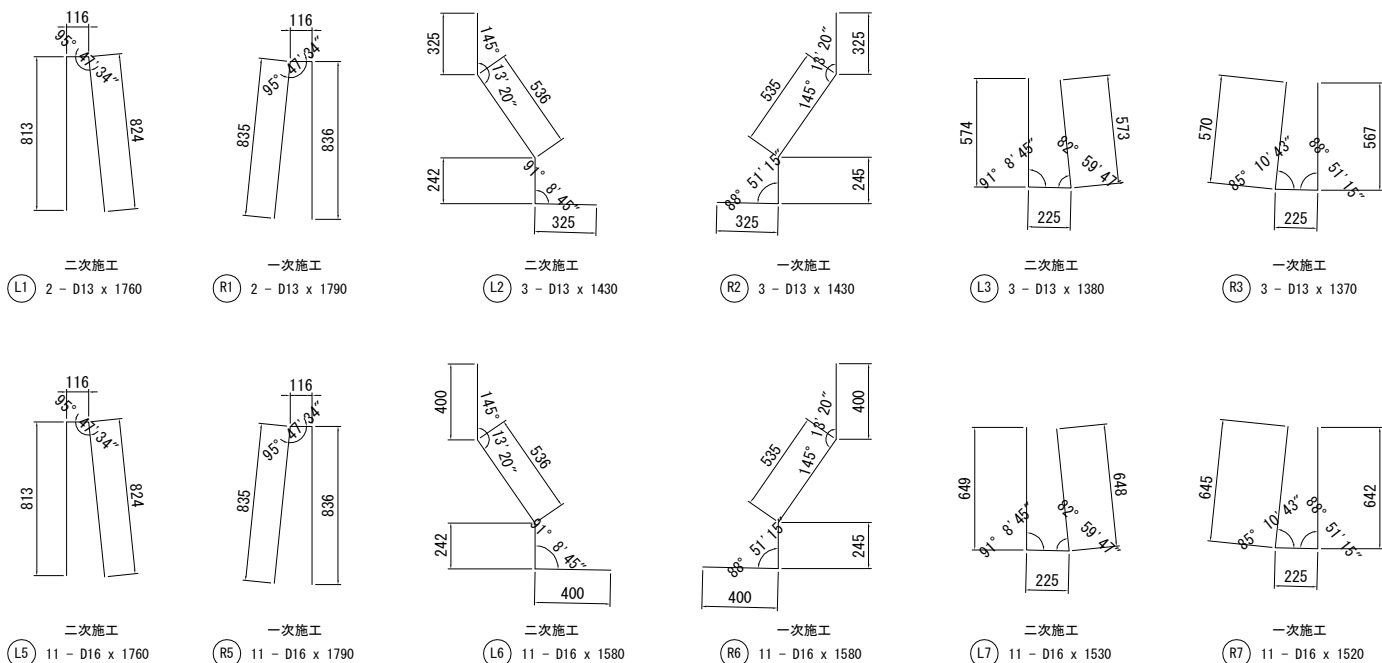 116
95° 47′34″
813
824
二次施工
L1 2 - D13 x 1760
116
95° 47′34″
835
836
一次施工
R1 2 - D13 x 1790
325
145° 13′20″
536
242
91° 8′45″
325
二次施工
L2 3 - D13 x 1430
325
145° 13′20″
535
88° 51′15″
245
325
一次施工
R2 3 - D13 x 1430
574
91° 8′45″
82° 59′47″
573
225
二次施工
L3 3 - D13 x 1380
570
85° 10′43″
88° 51′15″
567
225
一次施工
R3 3 - D13 x 1370
116
95° 47′34″
813
824
二次施工
L5 11 - D16 x 1760
116
95° 47′34″
835
836
一次施工
R5 11 - D16 x 1790
400
145° 13′20″
536
242
91° 8′45″
400
二次施工
L6 11 - D16 x 1580
400
145° 13′20″
535
88° 51′15″
245
400
一次施工
R6 11 - D16 x 1580
649
91° 8′45″
82° 59′47″
648
225
二次施工
L7 11 - D16 x 1530
645
85° 10′43″
88° 51′15″
642
225
一次施工
R7 11 - D16 x 1520